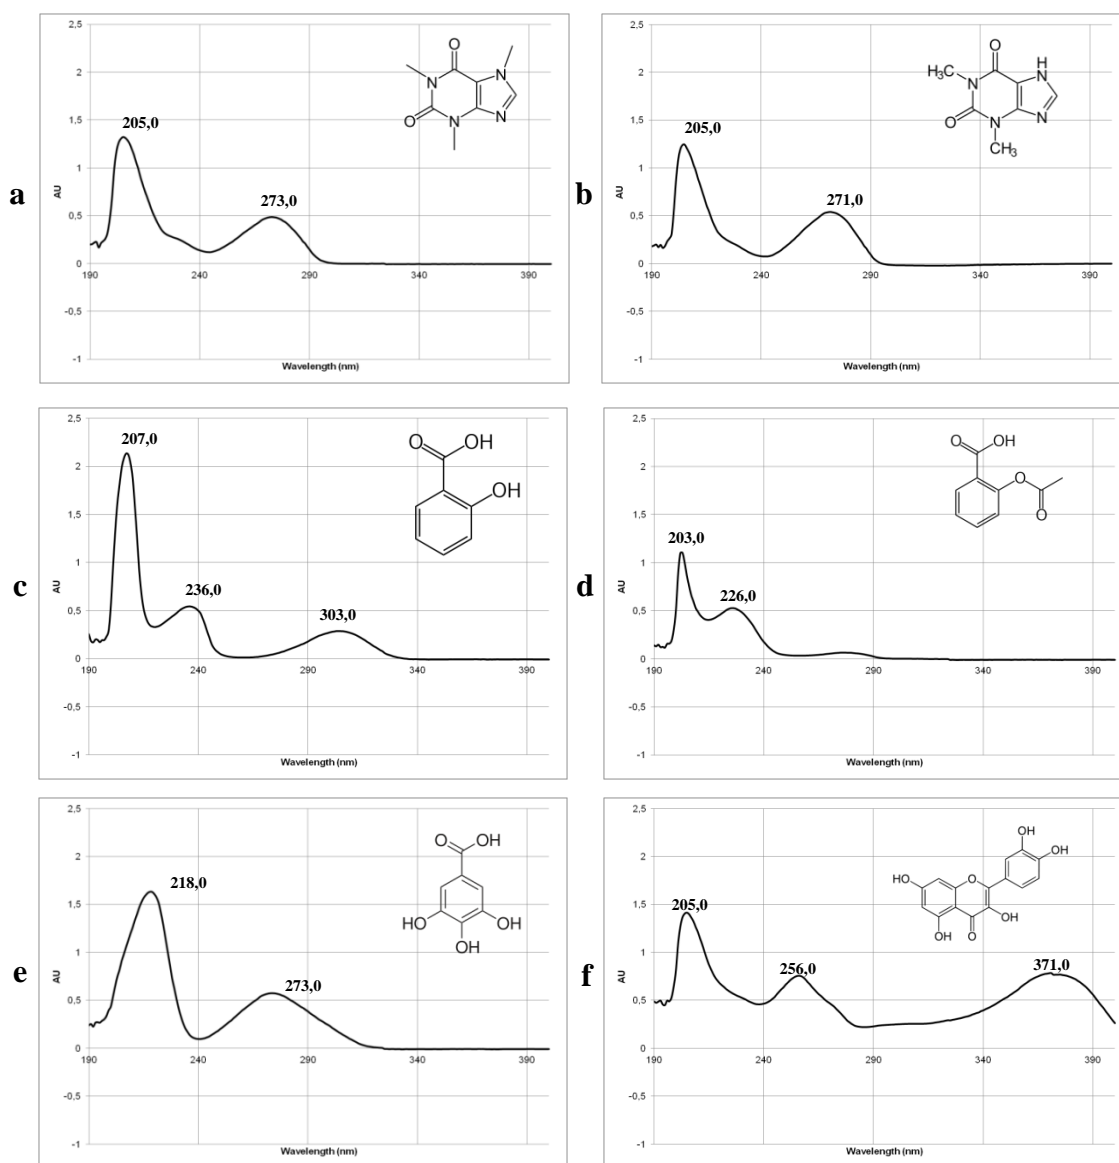 2,5
2
1,5
1
0,5
0
-0,5
-1
190
240
290
340
390
AU
Wavelength (nm)
205,0
273,0
O
N
N
O
N
N
a
2,5
2
1,5
1
0,5
0
-0,5
-1
190
240
290
340
390
AU
Wavelength (nm)
205,0
271,0
O
H
H₃C
N
N
O
N
N
CH₃
b
2,5
2
1,5
1
0,5
0
-0,5
-1
190
240
290
340
390
AU
Wavelength (nm)
207,0
236,0
303,0
O
OH
OH
c
2,5
2
1,5
1
0,5
0
-0,5
-1
190
240
290
340
390
AU
Wavelength (nm)
203,0
226,0
O
OH
O
O
d
2,5
2
1,5
1
0,5
0
-0,5
-1
190
240
290
340
390
AU
Wavelength (nm)
218,0
273,0
O
OH
HO
OH
OH
e
2,5
2
1,5
1
0,5
0
-0,5
-1
190
240
290
340
390
AU
Wavelength (nm)
205,0
256,0
371,0
OH
OH
HO
O
OH
OH
O
f